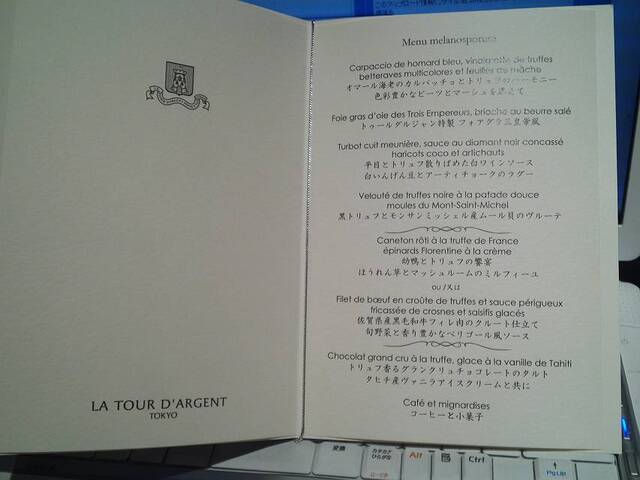 LA TOUR D'ARGENT
TOKYO
Menu melanosporum
Carpaccio de homard bleu, vinaigrette de truffes
betteraves multicolores et feuilles de mâche
オマール海老のカルパッチョとトリュフのハーモニー
色彩豊かなビーツとマーシュを添えて
Foie gras d'oie des Trois Empereurs, brioche au beurre salé
トゥールダルジャン特製 フォアグラ三皇帝風
Turbot cuit meunière, sauce au diamant noir concassé
haricots coco et artichauts
平目とトリュフ散りばめた白ワインソース
白いんげん豆とアーティチョークのラグー
Velouté de truffes noire à la patade douce
moules du Mont-Saint-Michel
黒トリュフとモンサンミッシェル産ムール貝のヴルーテ
Caneton rôti à la truffe de France
épinards Florentine à la crème
幼鴨とトリュフの饗宴
ほうれん草とマッシュルームのミルフィーユ
ou /又は
Filet de bœuf en croûte de truffes et sauce périgueux
fricassée de crosnes et salsifis glacés
佐賀県産黒毛和牛フィレ肉のクルート仕立て
旬野菜と香り豊かなペリゴール風ソース
Chocolat grand cru à la truffe, glace à la vanille de Tahiti
トリュフ香るグランクリュチョコレートのタルト
タヒチ産ヴァニラアイスクリームと共に
Café et mignardises
コーヒーと小菓子
変換
カタカナ
ひらがな
Alt
Ctrl
PgUp